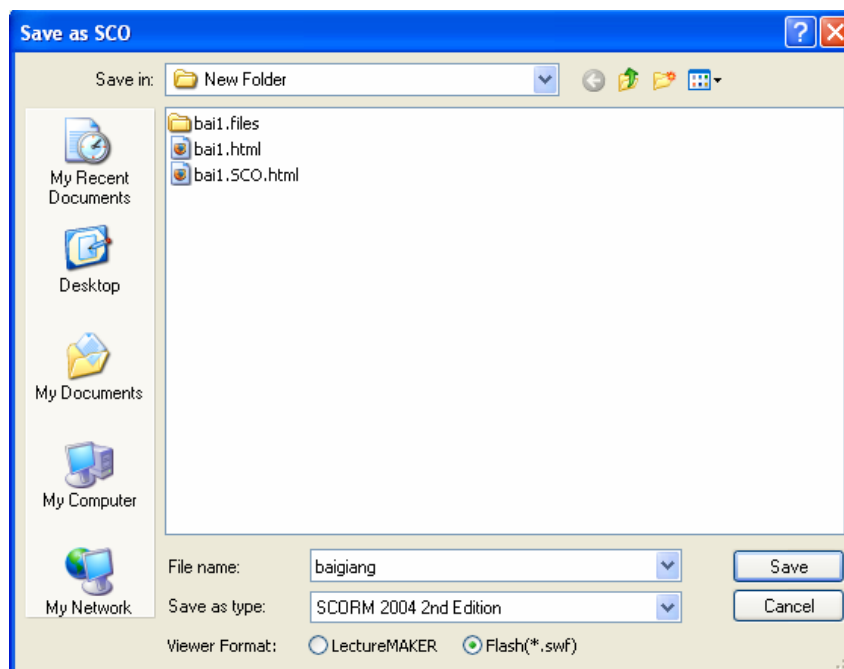 Save as SCO
Save in: New Folder
bai1.files
bai1.html
bai1.SCO.html
My Recent
Documents
Desktop
My Documents
My Computer
My Network
File name: baigiang Save
Save as type: SCORM 2004 2nd Edition Cancel
Viewer Format: LectureMAKER Flash(*.swf)